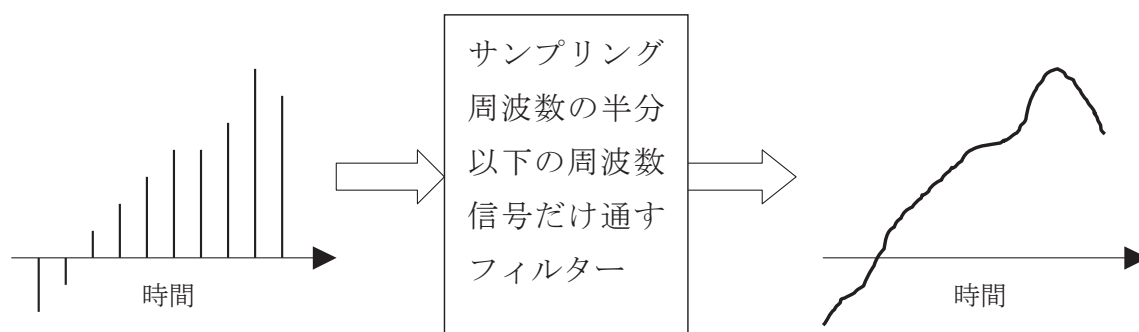 時間
サンプリング
周波数の半分
以下の周波数
信号だけ通す
フィルター
時間